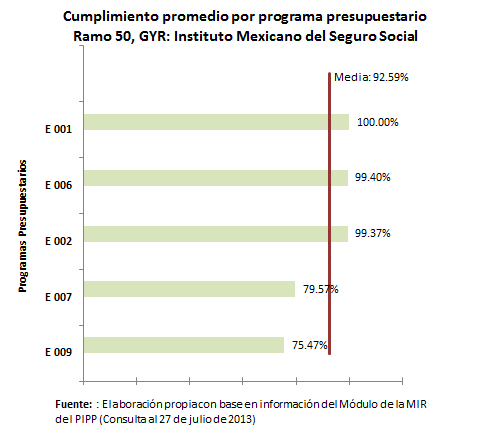 Cumplimiento promedio por programa presupuestario
Ramo 50, GYR: Instituto Mexicano del Seguro Social
Media: 92.59%
E 001
100.00%
E 006
99.40%
E 002
99.37%
E 007
79.57%
E 009
75.47%
Programas Presupuestarios
Fuente: : Elaboración propia con base en información del Módulo de la MIR
del PIPP (Consulta al 27 de julio de 2013)